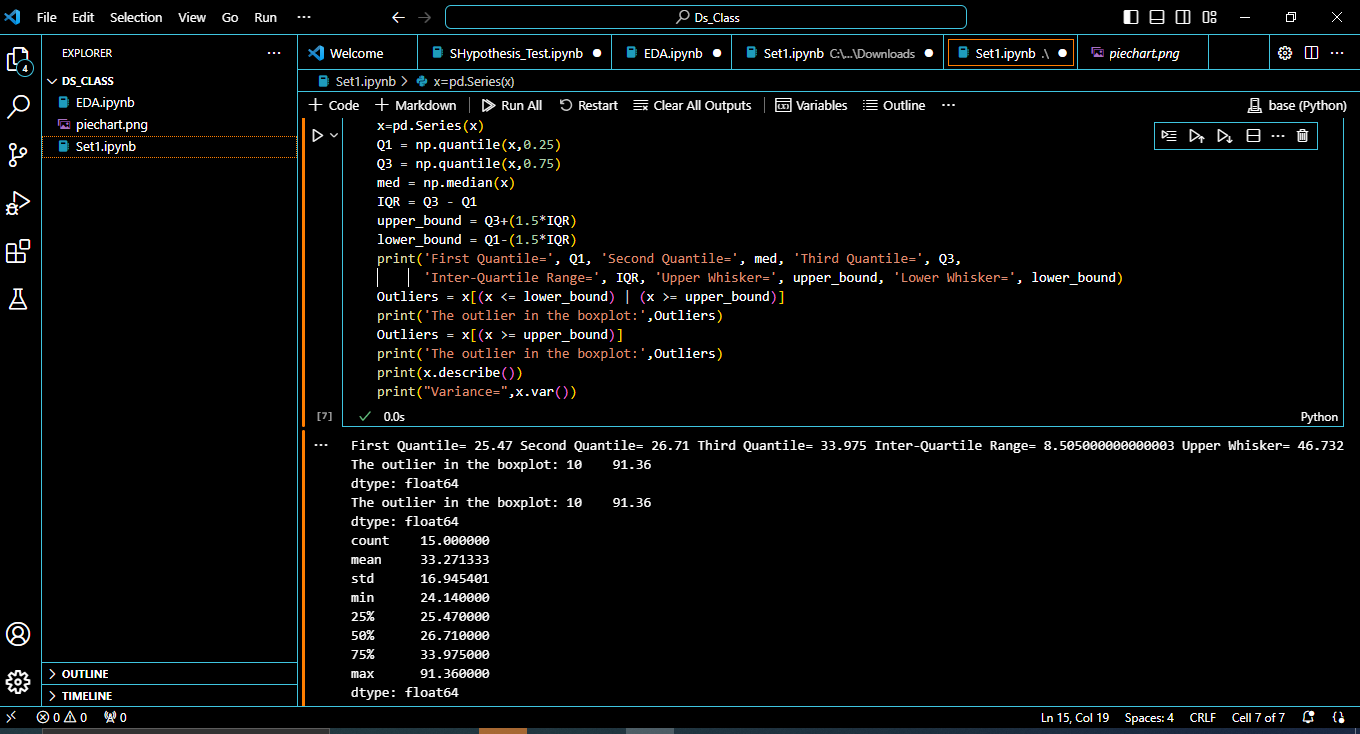 File Edit Selection View Go Run ··· Ds_Class
EXPLORER ···
DS_CLASS
EDA.ipynb
piechart.png
Set1.ipynb
OUTLINE
TIMELINE
Welcome SHypothesis_Test.ipynb EDA.ipynb Set1.ipynb C:\...\Downloads Set1.ipynb .\ piechart.png ···
Set1.ipynb > x=pd.Series(x)
+ Code + Markdown Run All Restart Clear All Outputs Variables Outline ··· base (Python)
x=pd.Series(x)
Q1 = np.quantile(x,0.25)
Q3 = np.quantile(x,0.75)
med = np.median(x)
IQR = Q3 - Q1
upper_bound = Q3+(1.5*IQR)
lower_bound = Q1-(1.5*IQR)
print('First Quantile=', Q1, 'Second Quantile=', med, 'Third Quantile=', Q3,
'Inter-Quartile Range=', IQR, 'Upper Whisker=', upper_bound, 'Lower Whisker=', lower_bound)
Outliers = x[(x <= lower_bound) | (x >= upper_bound)]
print('The outlier in the boxplot:',Outliers)
Outliers = x[(x >= upper_bound)]
print('The outlier in the boxplot:',Outliers)
print(x.describe())
print("Variance=",x.var())
[7] 0.0s Python
First Quantile= 25.47 Second Quantile= 26.71 Third Quantile= 33.975 Inter-Quartile Range= 8.505000000000003 Upper Whisker= 46.732
The outlier in the boxplot: 10    91.36
dtype: float64
The outlier in the boxplot: 10    91.36
dtype: float64
count    15.000000
mean     33.271333
std      16.945401
min      24.140000
25%      25.470000
50%      26.710000
75%      33.975000
max      91.360000
dtype: float64
4
0 0 0 Ln 15, Col 19 Spaces: 4 CRLF Cell 7 of 7